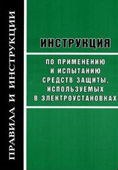 ПРАВИЛА И ИНСТРУКЦИИ
ИНСТРУКЦИЯ
ПО ПРИМЕНЕНИЮ
И ИСПЫТАНИЮ
СРЕДСТВ ЗАЩИТЫ,
ИСПОЛЬЗУЕМЫХ
В ЭЛЕКТРОУСТАНОВКАХ